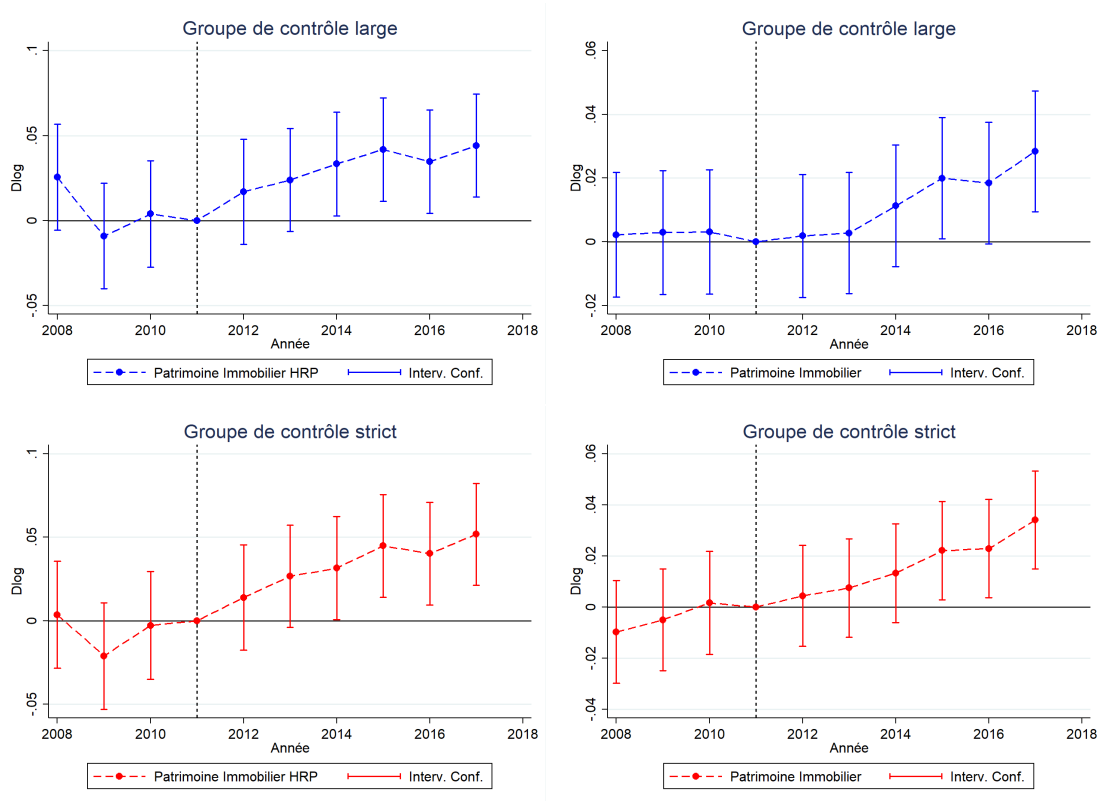 Groupe de contrôle large
Dlog
.1
.05
0
-.05
2008 2010 2012 2014 2016 2018
Année
Patrimoine Immobilier HRP Interv. Conf.
Groupe de contrôle large
Dlog
.06
.04
.02
0
-.02
2008 2010 2012 2014 2016 2018
Année
Patrimoine Immobilier Interv. Conf.
Groupe de contrôle strict
Dlog
.1
.05
0
-.05
2008 2010 2012 2014 2016 2018
Année
Patrimoine Immobilier HRP Interv. Conf.
Groupe de contrôle strict
Dlog
.06
.04
.02
0
-.02
-.04
2008 2010 2012 2014 2016 2018
Année
Patrimoine Immobilier Interv. Conf.